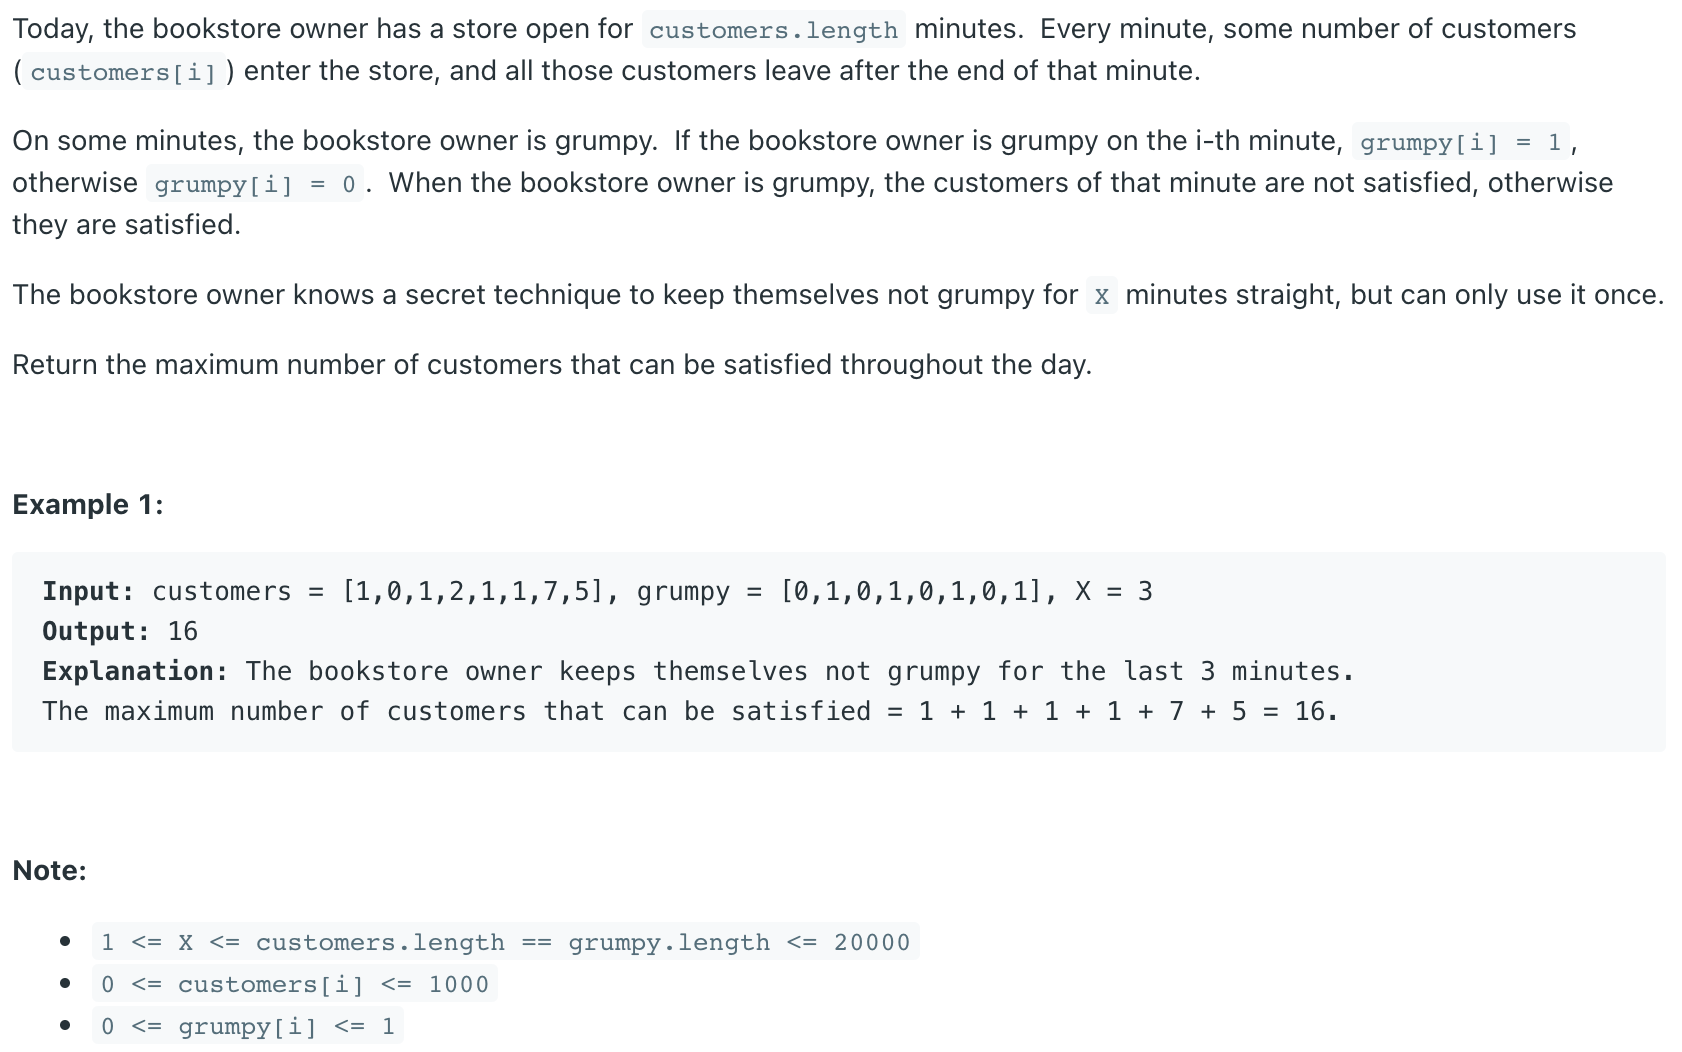 Today, the bookstore owner has a store open for customers.length minutes.  Every minute, some number of customers
(customers[i]) enter the store, and all those customers leave after the end of that minute.
On some minutes, the bookstore owner is grumpy.  If the bookstore owner is grumpy on the i-th minute, grumpy[i] = 1,
otherwise grumpy[i] = 0.  When the bookstore owner is grumpy, the customers of that minute are not satisfied, otherwise
they are satisfied.
The bookstore owner knows a secret technique to keep themselves not grumpy for X minutes straight, but can only use it once.
Return the maximum number of customers that can be satisfied throughout the day.
Example 1:
Input: customers = [1,0,1,2,1,1,7,5], grumpy = [0,1,0,1,0,1,0,1], X = 3
Output: 16
Explanation: The bookstore owner keeps themselves not grumpy for the last 3 minutes.
The maximum number of customers that can be satisfied = 1 + 1 + 1 + 1 + 7 + 5 = 16.
Note:
• 1 <= X <= customers.length == grumpy.length <= 20000
• 0 <= customers[i] <= 1000
• 0 <= grumpy[i] <= 1